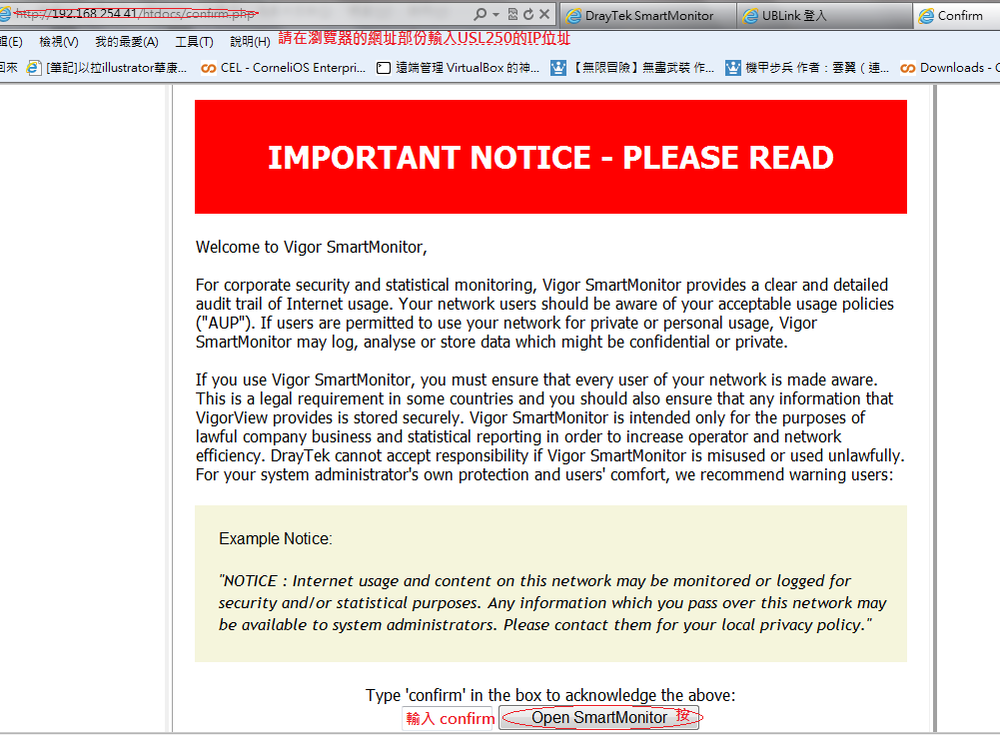 http://192.168.254.41/htdocs/confirm.php
DrayTek SmartMonitor
UBLink 登入
Confirm
輯(E) 檢視(V) 我的最愛(A) 工具(T) 說明(H)
請在瀏覽器的網址部份輸入USL250的IP位址
回來 [筆記]以拉illustrator華康... CEL - CorneliOS Enterpri... 遠端管理 VirtualBox 的神... 【無限冒險】無盡武裝 作... 機甲步兵 作者：雲翼（連... Downloads - C
IMPORTANT NOTICE - PLEASE READ
Welcome to Vigor SmartMonitor,
For corporate security and statistical monitoring, Vigor SmartMonitor provides a clear and detailed
audit trail of Internet usage. Your network users should be aware of your acceptable usage policies
("AUP"). If users are permitted to use your network for private or personal usage, Vigor
SmartMonitor may log, analyse or store data which might be confidential or private.
If you use Vigor SmartMonitor, you must ensure that every user of your network is made aware.
This is a legal requirement in some countries and you should also ensure that any information that
VigorView provides is stored securely. Vigor SmartMonitor is intended only for the purposes of
lawful company business and statistical reporting in order to increase operator and network
efficiency. DrayTek cannot accept responsibility if Vigor SmartMonitor is misused or used unlawfully.
For your system administrator's own protection and users' comfort, we recommend warning users:
Example Notice:
"NOTICE : Internet usage and content on this network may be monitored or logged for
security and/or statistical purposes. Any information which you pass over this network may
be available to system administrators. Please contact them for your local privacy policy."
Type 'confirm' in the box to acknowledge the above:
輸入 confirm Open SmartMonitor 按